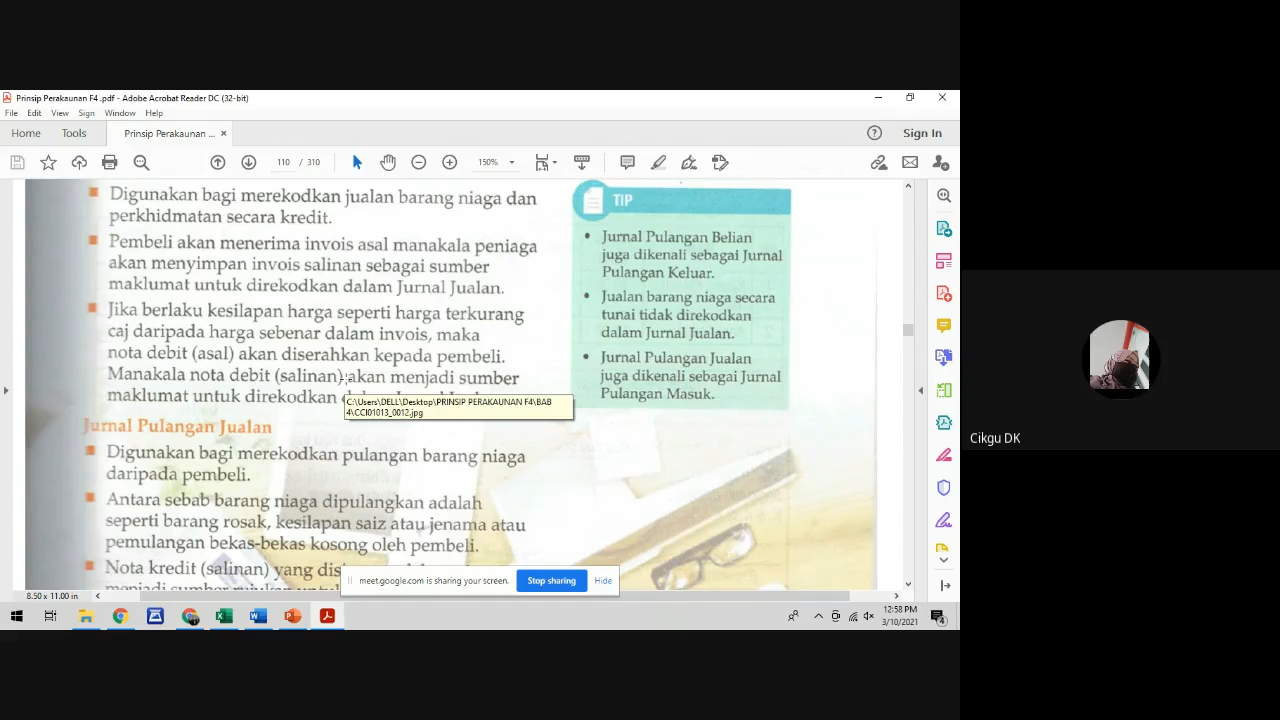 Prinsip Perakaunan F4 .pdf - Adobe Acrobat Reader DC (32-bit)
File Edit View Sign Window Help
Home Tools Prinsip Perakaunan ... × Sign In
110 / 310 150%
Digunakan bagi merekodkan jualan barang niaga dan
perkhidmatan secara kredit.
Pembeli akan menerima invois asal manakala peniaga
akan menyimpan invois salinan sebagai sumber
maklumat untuk direkodkan dalam Jurnal Jualan.
Jika berlaku kesilapan harga seperti harga terkurang
caj daripada harga sebenar dalam invois, maka
nota debit (asal) akan diserahkan kepada pembeli.
Manakala nota debit (salinan) akan menjadi sumber
maklumat untuk direkodkan
C:\Users\DELL\Desktop\PRINSIP PERAKAUNAN F4\BAB
4\CCI01013_0012.jpg
Jurnal Pulangan Jualan
Digunakan bagi merekodkan pulangan barang niaga
daripada pembeli.
Antara sebab barang niaga dipulangkan adalah
seperti barang rosak, kesilapan saiz atau jenama atau
pemulangan bekas-bekas kosong oleh pembeli.
Nota kredit (salinan) yang
TIP
• Jurnal Pulangan Belian
juga dikenali sebagai Jurnal
Pulangan Keluar.
• Jualan barang niaga secara
tunai tidak direkodkan
dalam Jurnal Jualan.
• Jurnal Pulangan Jualan
juga dikenali sebagai Jurnal
Pulangan Masuk.
meet.google.com is sharing your screen. Stop sharing Hide
8.50 x 11.00 in
12:58 PM
3/10/2021
4
Cikgu DK